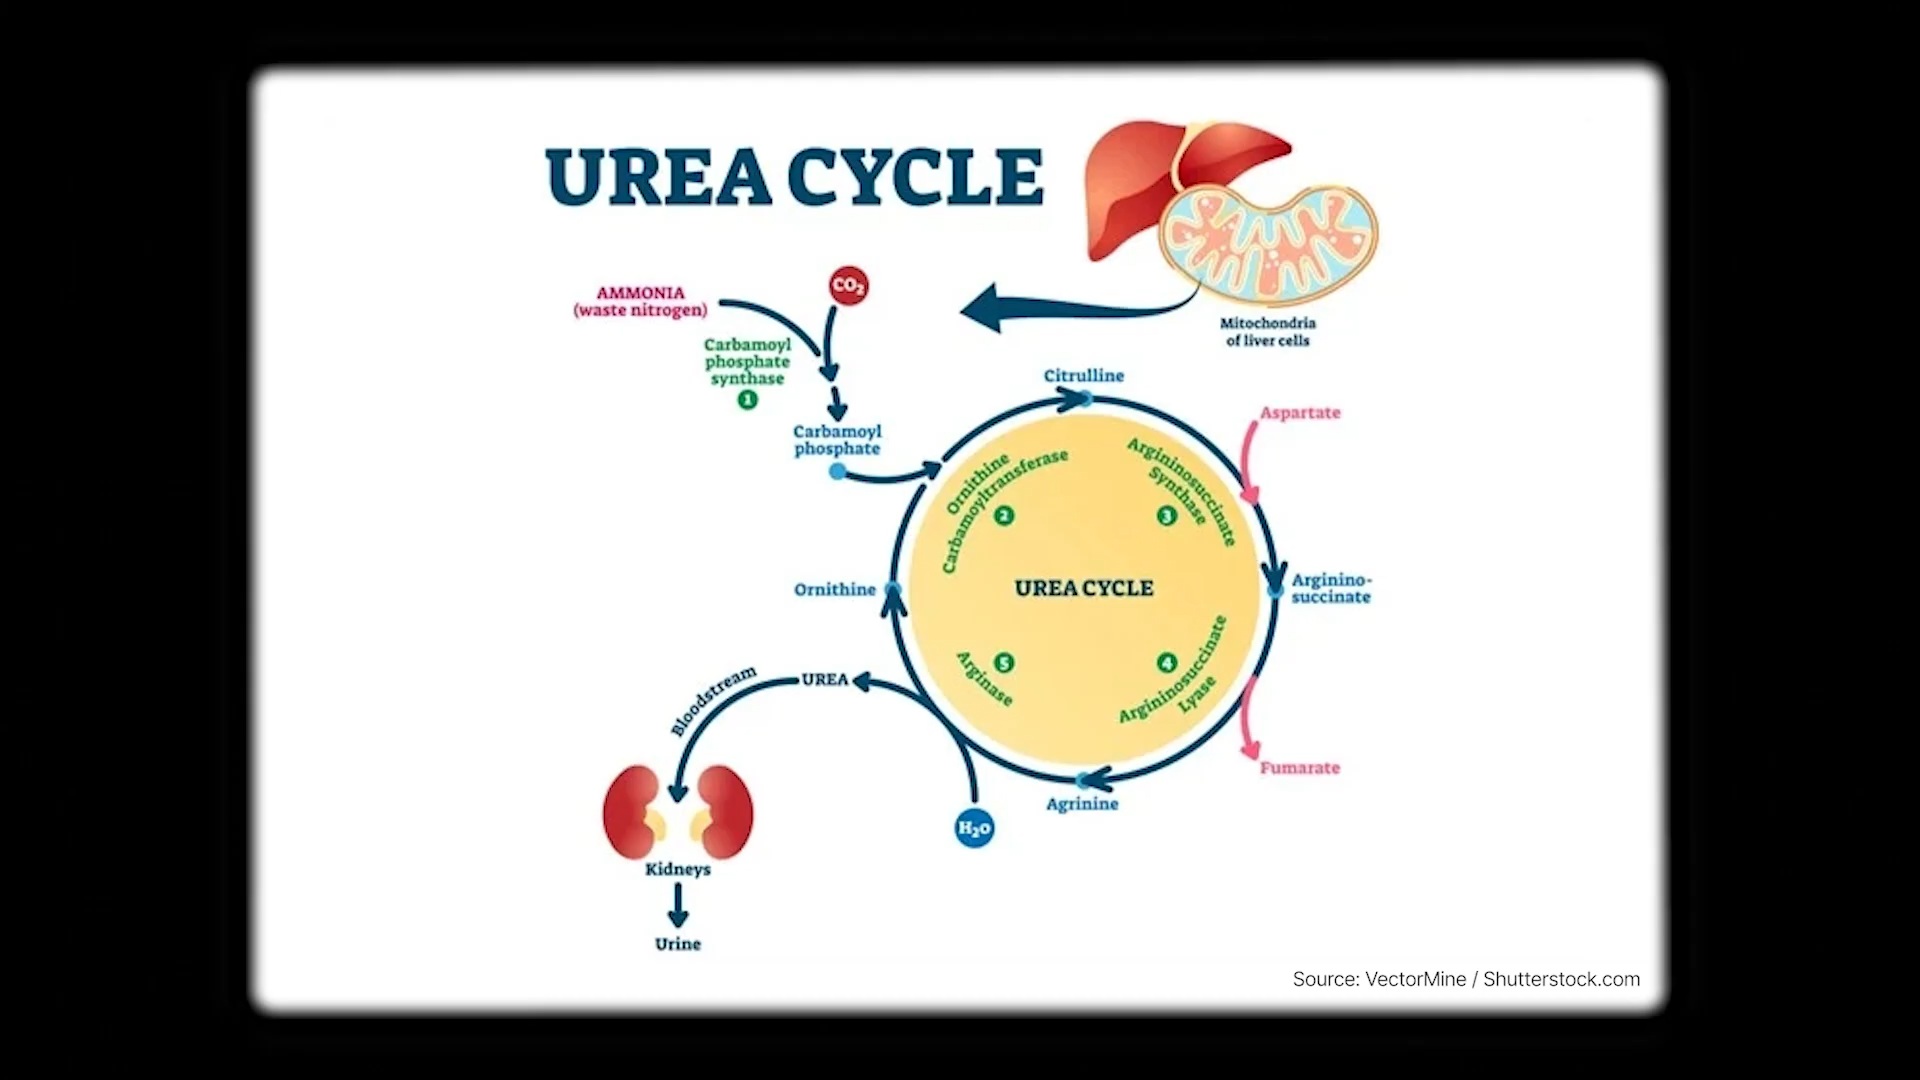 UREA CYCLE
CO₂
AMMONIA
(waste nitrogen)
Carbamoyl
phosphate
synthase
1
Mitochondria
of liver cells
Carbamoyl
phosphate
Citrulline
Aspartate
Ornithine
Carbamoyltransferase
2
Argininosuccinate
Synthase
3
Ornithine
UREA CYCLE
Arginino-
succinate
Arginase
5
Argininosuccinate
Lyase
4
Bloodstream
UREA
Fumarate
Agrinine
H₂O
Kidneys
Urine
Source: VectorMine / Shutterstock.com